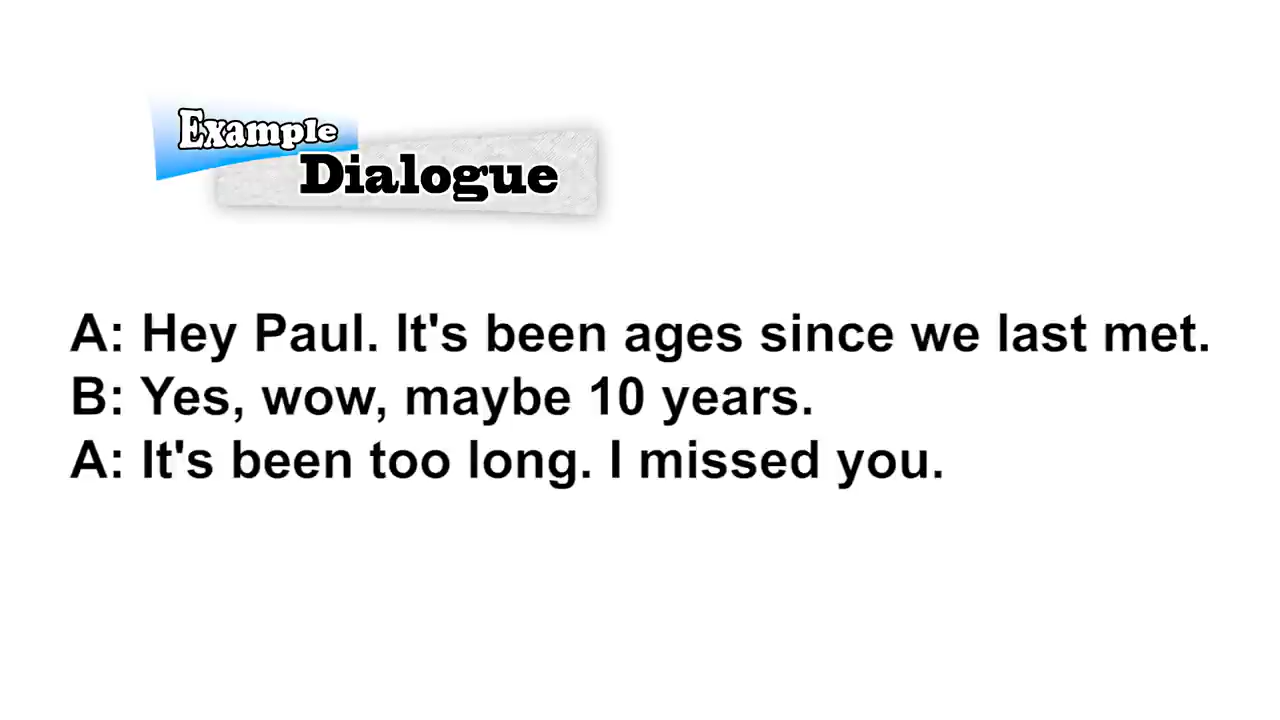 Example
Dialogue
A: Hey Paul. It's been ages since we last met.
B: Yes, wow, maybe 10 years.
A: It's been too long. I missed you.